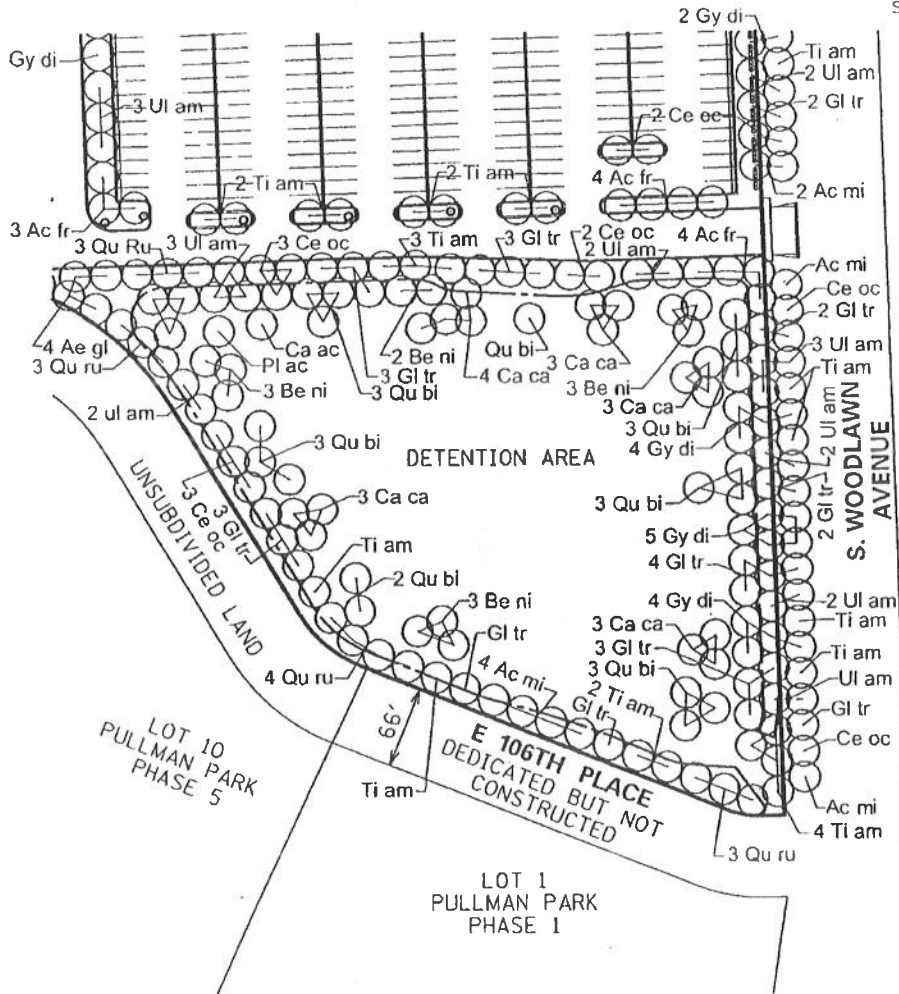 S
2 Gy di
Gy di
Ti am
2 Ul am
2 Gl tr
3 Ul am
2 Ce oc
2 Ti am
2 Ti am
4 Ac fr
2 Ac mi
3 Ac fr
3 Qu Ru
3 Ul am
3 Ce oc
3 Ti am
3 Gl tr
2 Ce oc
2 Ul am
4 Ac fr
Ac mi
Ce oc
2 Gl tr
3 Ul am
Ti am
4 Ae gl
3 Qu ru
Pl ac
Ca ac
3 Be ni
2 Be ni
3 Gl tr
3 Qu bi
4 Ca ca
Qu bi
3 Ca ca
3 Be ni
3 Ca ca
3 Qu bi
4 Gy di
2 ul am
3 Qu bi
DETENTION AREA
2 Ul am
2 Gl tr
S. WOODLAWN
AVENUE
UNSUBDIVIDED LAND
3 Ce oc
3 Gl tr
3 Ca ca
3 Qu bi
5 Gy di
4 Gl tr
Ti am
2 Qu bi
3 Be ni
Gl tr
4 Gy di
2 Ul am
Ti am
3 Ca ca
3 Gl tr
3 Qu bi
Ti am
Ul am
Gl tr
Ce oc
4 Qu ru
4 Ac mi
2 Ti am
Gl tr
66'
LOT 10
PULLMAN PARK
PHASE 5
E 106TH PLACE
DEDICATED BUT NOT
CONSTRUCTED
Ti am
Ac mi
4 Ti am
3 Qu ru
LOT 1
PULLMAN PARK
PHASE 1